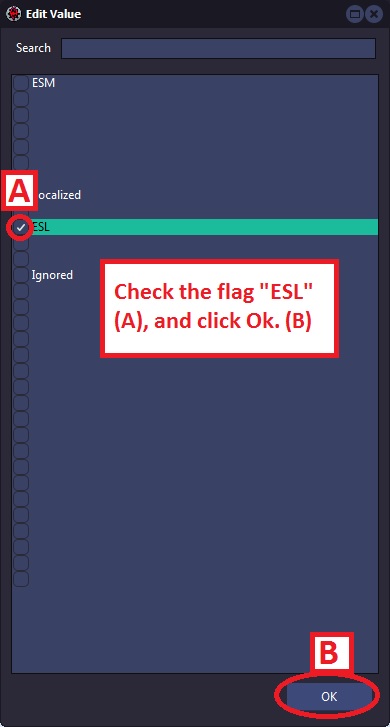 Edit Value
Search
ESM
A
ocalized
ESL
Ignored
Check the flag "ESL"
(A), and click Ok. (B)
B
OK